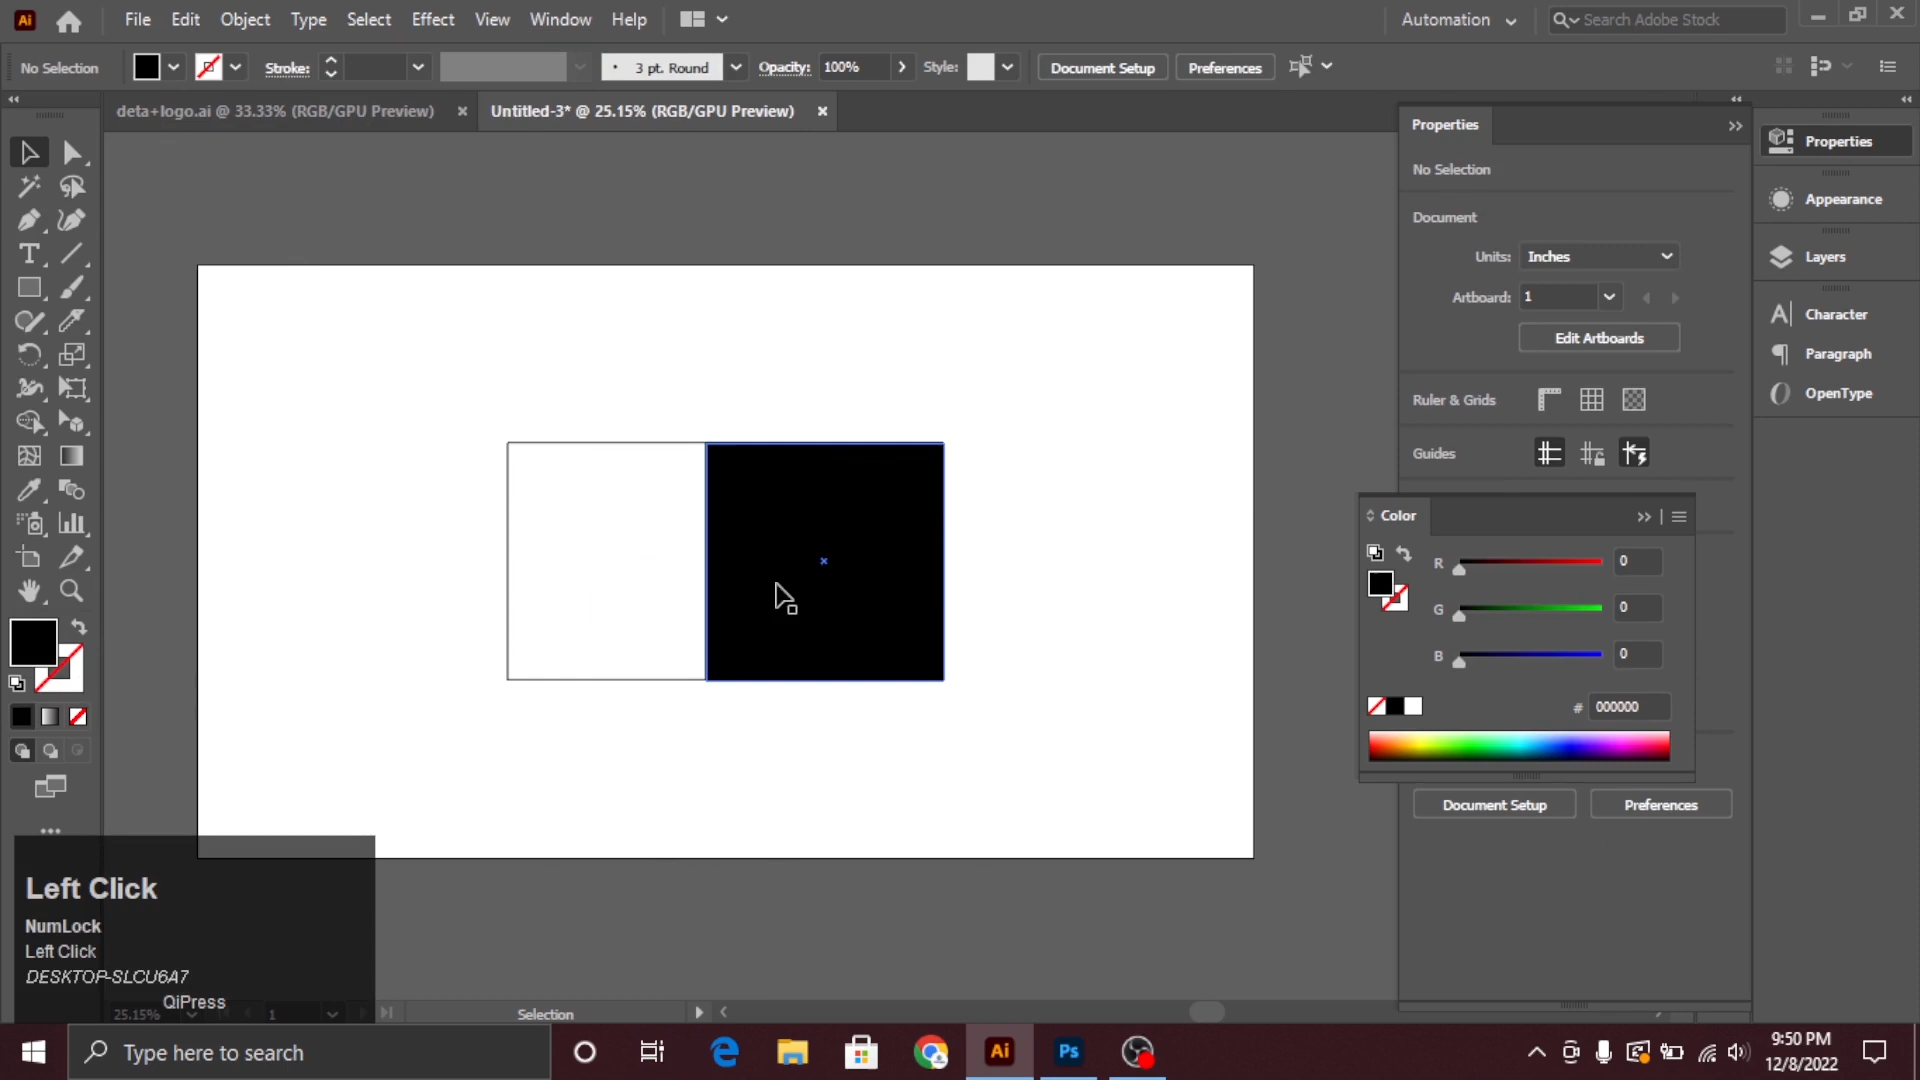 Ai File Edit Object Type Select Effect View Window Help Automation Search Adobe Stock
No Selection Stroke: 3 pt. Round Opacity: 100% Style: Document Setup Preferences
deta+logo.ai @ 33.33% (RGB/GPU Preview) Untitled-3* @ 25.15% (RGB/GPU Preview)
Properties
No Selection
Document
Units: Inches
Artboard: 1
Edit Artboards
Ruler & Grids
Guides
Color
R 0
G 0
B 0
# 000000
Document Setup Preferences
Properties
Appearance
Layers
Character
Paragraph
OpenType
Left Click
NumLock
Left Click
DESKTOP-SLCU6A7
QiPress
25.15% 1 Selection
Type here to search
Ai Ps
9:50 PM
12/8/2022